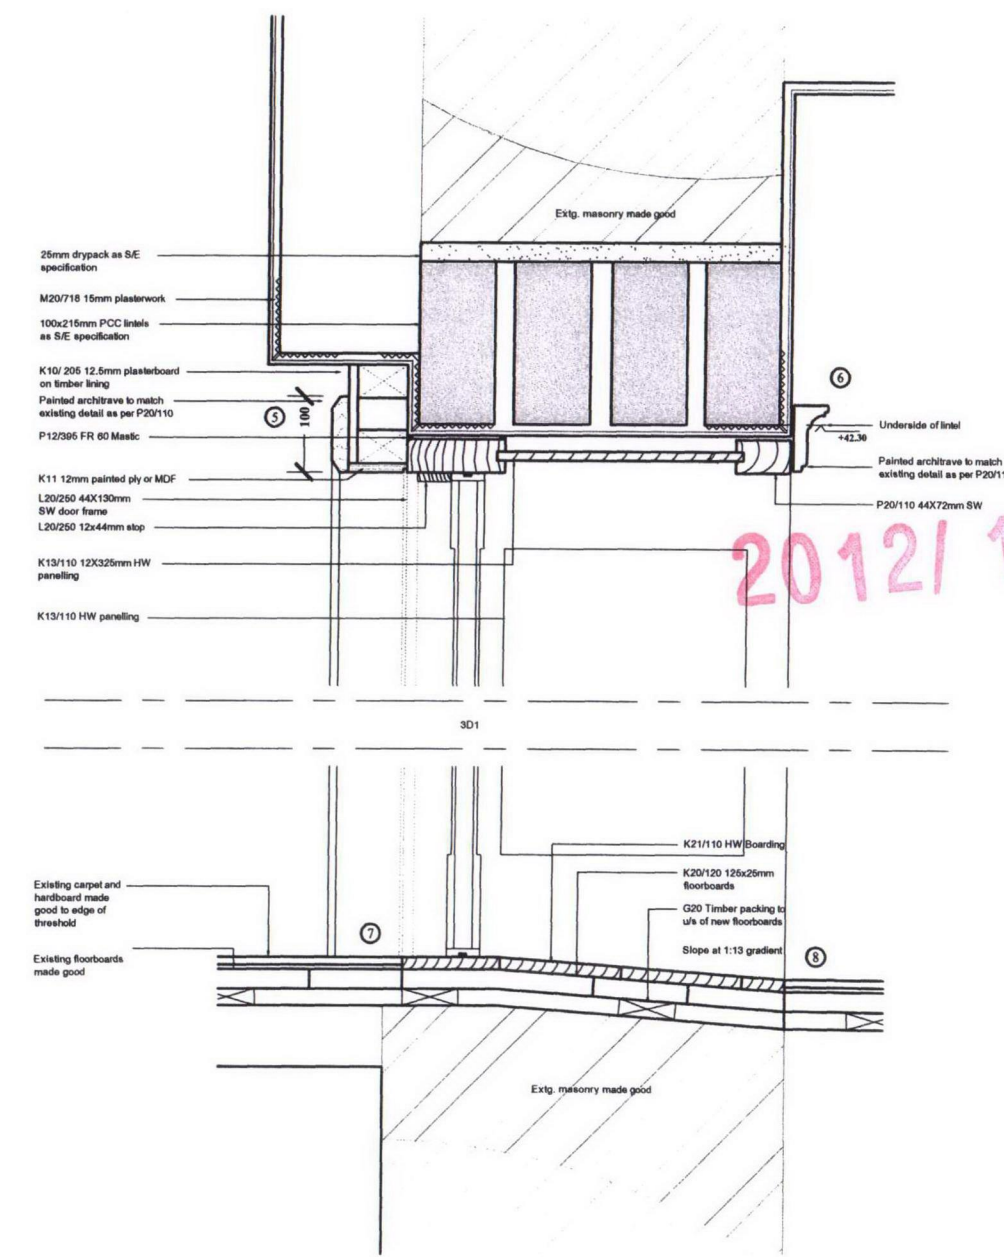 Extg. masonry made good
25mm drypack as S/E
specification
M20/718 15mm plasterwork
100x215mm PCC lintels
as S/E specification
K10/ 205 12.5mm plasterboard
on timber lining
Painted architrave to match
existing detail as per P20/110
P12/395 FR 60 Mastic
K11 12mm painted ply or MDF
L20/250 44X130mm
SW door frame
L20/250 12x44mm stop
K13/110 12X325mm HW
panelling
K13/110 HW panelling
5
100
6
Underside of lintel
+42.30
Painted architrave to match
existing detail as per P20/11
P20/110 44X72mm SW
2012/ 1
3D1
K21/110 HW Boarding
K20/120 125x25mm
floorboards
G20 Timber packing to
u/s of new floorboards
Slope at 1:13 gradient
Existing carpet and
hardboard made
good to edge of
threshold
Existing floorboards
made good
7
8
Extg. masonry made good